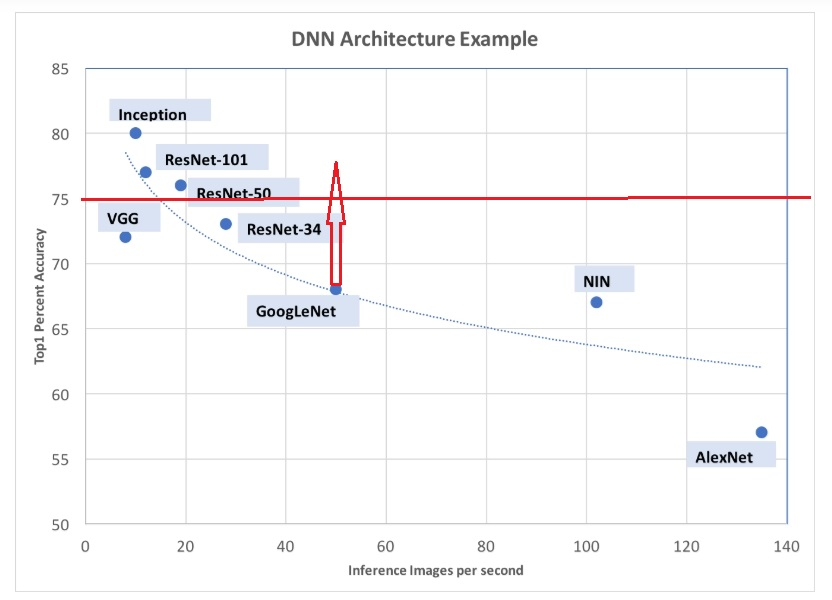 DNN Architecture Example
85
80
75
70
65
60
55
50
Top1 Percent Accuracy
Inception
ResNet-101
ResNet-50
VGG
ResNet-34
NIN
GoogLeNet
AlexNet
0 20 40 60 80 100 120 140
Inference Images per second